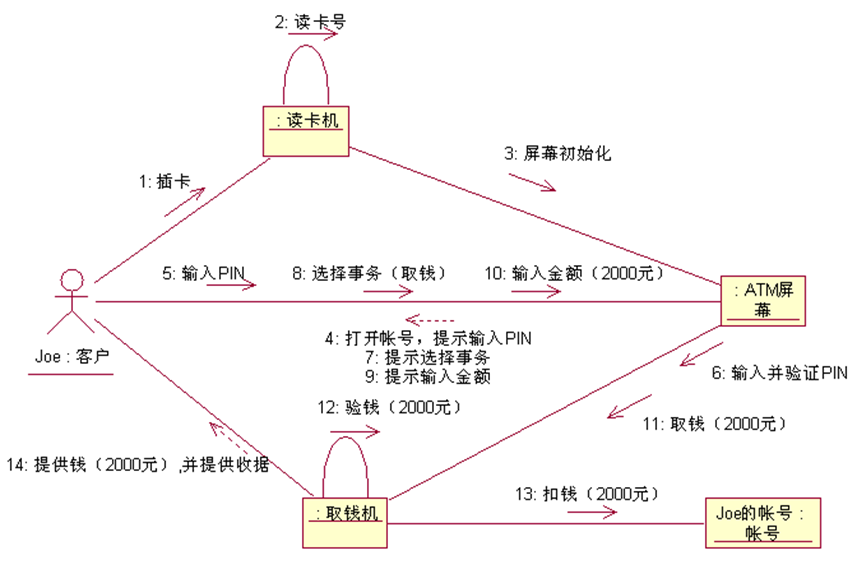 2: 读卡号
: 读卡机
3: 屏幕初始化
1: 插卡
5: 输入PIN
8: 选择事务（取钱）
10: 输入金额（2000元）
: ATM屏
幕
4: 打开帐号，提示输入PIN
7: 提示选择事务
9: 提示输入金额
Joe : 客户
6: 输入并验证PIN
12: 验钱（2000元）
11: 取钱（2000元）
14: 提供钱（2000元）,并提供收据
13: 扣钱（2000元）
: 取钱机
Joe的帐号 :
帐号